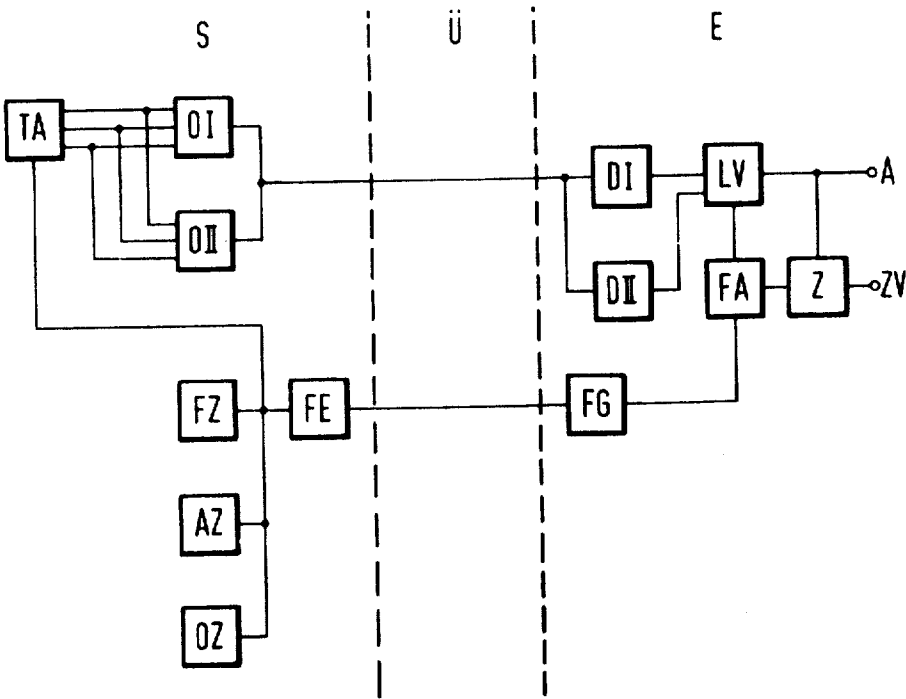 S Ü E
TA OI DI LV A
OII DII FA Z ZV
FZ FE FG
AZ
OZ